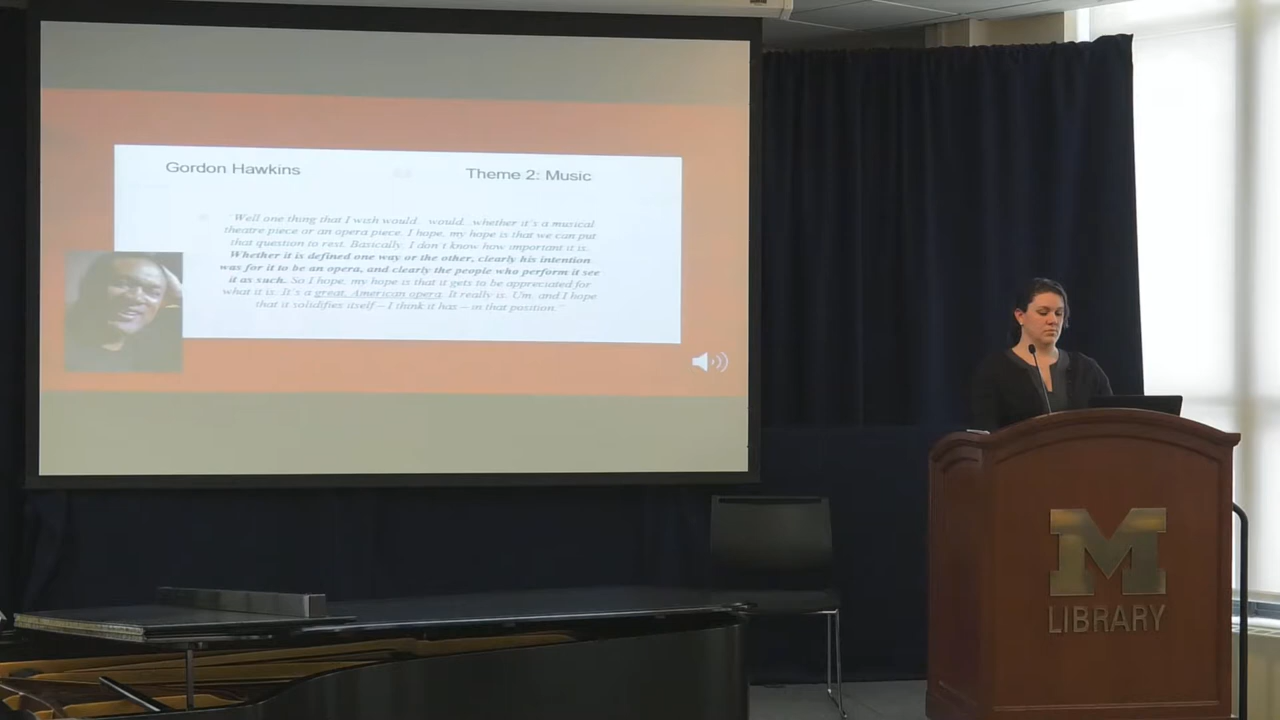 Gordon Hawkins
Theme 2: Music
"Well one thing that I wish would.. would.. whether it's a musical
theatre piece or an opera piece. I hope, my hope is that we can put
that question to rest. Basically, I don't know how important it is.
Whether it is defined one way or the other, clearly his intention
was for it to be an opera, and clearly the people who perform it see
it as such. So I hope, my hope is that it gets to be appreciated for
what it is. It's a great, American opera. It really is. Um, and I hope
that it solidifies itself – I think it has – in that position."
M
LIBRARY